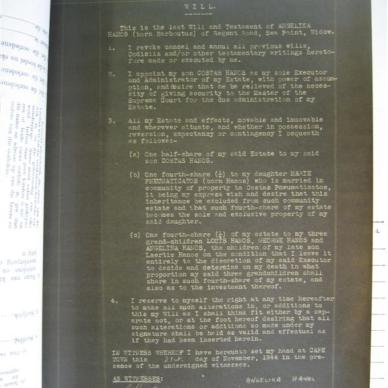 WILL.
This is the last Will and Testament of ANGELINA
HANOS (born Barboutus) of Regent Road, Sea Point, Widow.
1. I revoke cancel and annul all previous wills,
Codicils and/or other testamentary writings hereto-
fore made or executed by me.
2. I appoint my son COSTAS HANOS as my sole Executor
and Administrator of my Estate, with power of assum-
ption, and desire that he be relieved of the neces-
sity of giving security to the Master of the
Supreme Court for the due administration of my
Estate.
3. All my Estate and effects, movable and immovable
and wherever situate, and whether in possession,
reversion, expectancy or contingency I bequeath
as follows:-
(a) One half-share of my said Estate to my said
son COSTAS HANOS.
(b) One fourth-share (¼) to my daughter
PNEUMATICATOS (born Hanos) who is married in
community of property to Costas Pneumaticatos,
it being my express wish and desire that this
inheritance be excluded from such community
estate and that such fourth-share of my estate
becomes the sole and exclusive property of my
said daughter.
(c) One fourth-share (¼) of my estate to my three
grand-children LOUIS HANOS, GEORGE HANOS and
ANGELINA HANOS, the children of my late son
Laertis Hanos on the condition that I leave it
entirely to the discretion of my said Executor
to decide and determine on my death in what
proportion my said three grandchildren shall
share in such fourth-share of my estate, and
also as to the investment thereof.
4. I reserve to myself the right at any time hereafter
to make all such alterations in, or additions to
this my Will as I shall think fit either by a sep-
arate act, or at the foot hereof desiring that all
such alterations or additions so made under my
signature shall be held as valid and effectual as
if they had been inserted herein.
IN WITNESS WHEREOF I have hereunto set my hand at CAPE
TOWN this day of November, 1944 in the presence
of the undersigned witnesses.
AS WITNESSES: